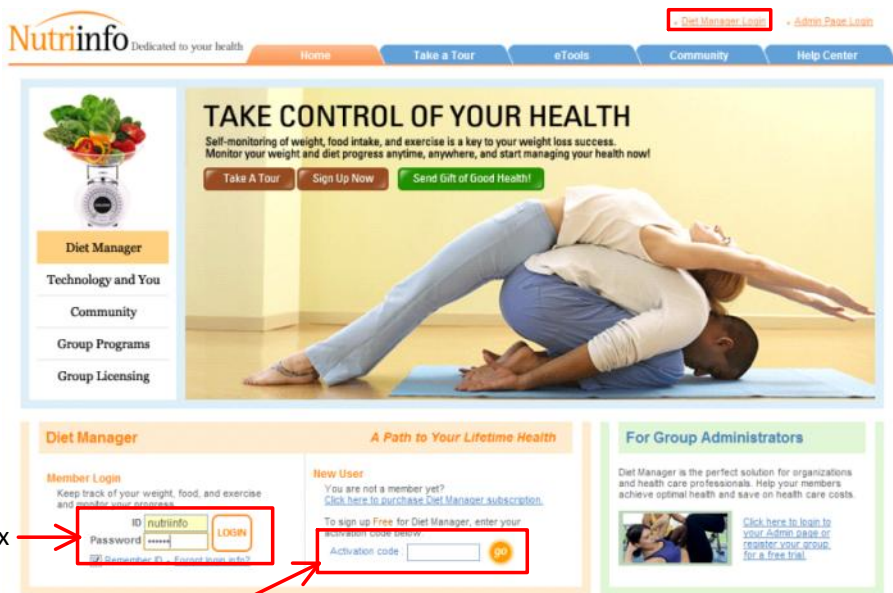 Nutriinfo Dedicated to your health
Diet Manager Login
Admin Page Login
Home
Take a Tour
eTools
Community
Help Center
TAKE CONTROL OF YOUR HEALTH
Self-monitoring of weight, food intake, and exercise is a key to your weight loss success.
Monitor your weight and diet progress anytime, anywhere, and start managing your health now!
Take A Tour
Sign Up Now
Send Gift of Good Health!
Diet Manager
Technology and You
Community
Group Programs
Group Licensing
Diet Manager
A Path to Your Lifetime Health
Member Login
Keep track of your weight, food, and exercise
and monitor your progress.
ID nutriinfo
Password ••••••
LOGIN
Remember ID • Forgot login info?
x
New User
You are not a member yet?
Click here to purchase Diet Manager subscription.
To sign up Free for Diet Manager, enter your
activation code below.
Activation code :
go
For Group Administrators
Diet Manager is the perfect solution for organizations
and health care professionals. Help your members
achieve optimal health and save on health care costs.
Click here to login to
your Admin page or
register your group
for a free trial.